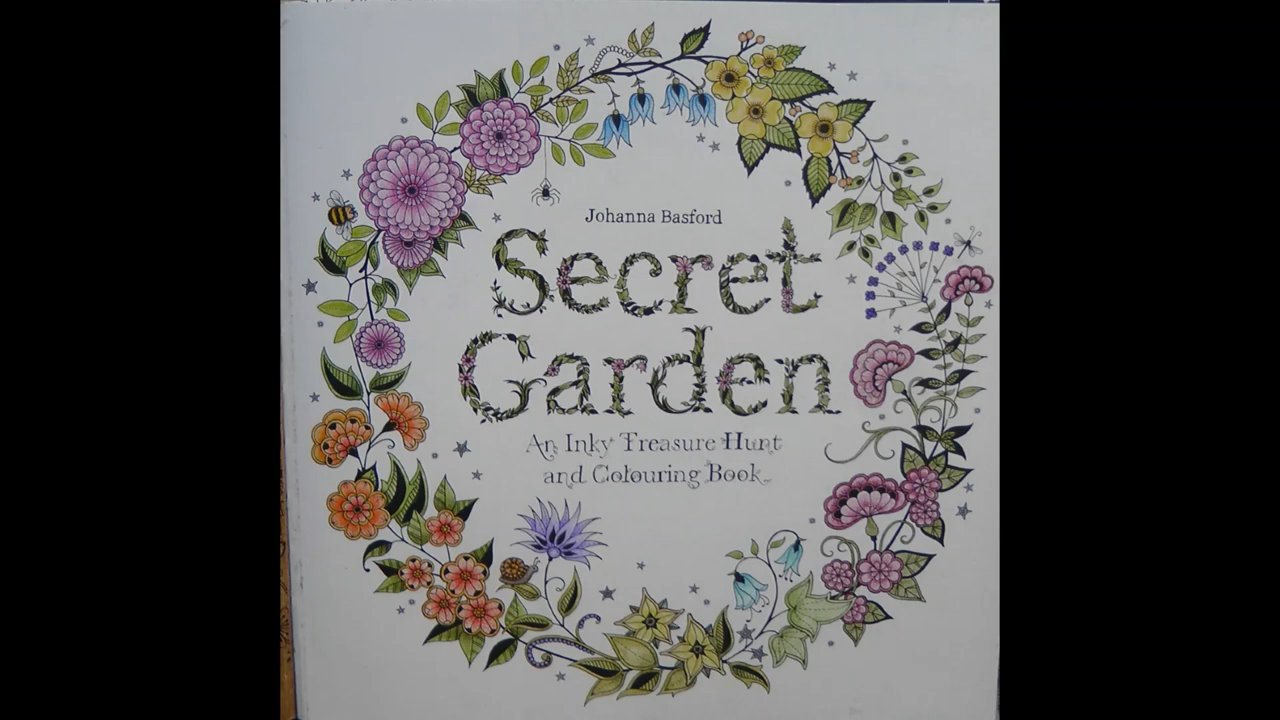 Johanna Basford
Secret
Garden
An Inky Treasure Hunt
and Colouring Book